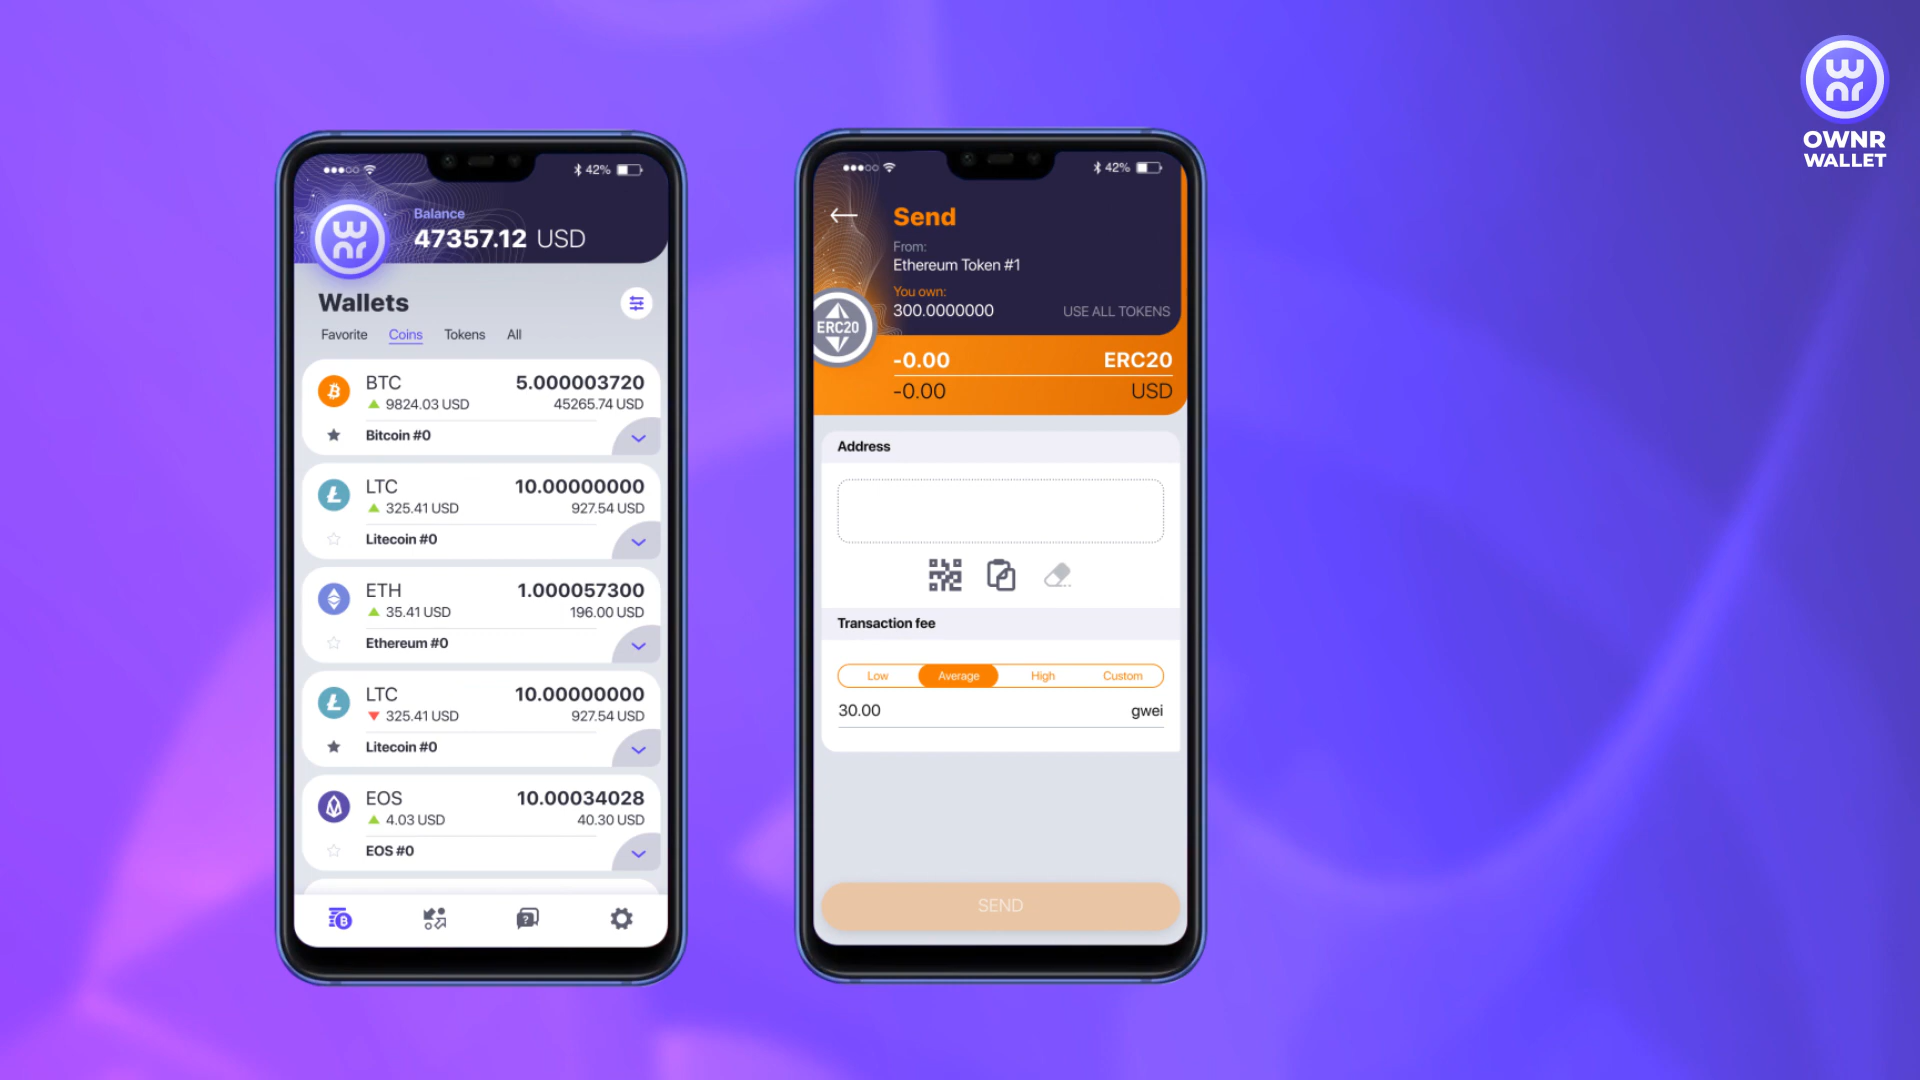 42%
Balance
47357.12 USD
Wallets
Favorite Coins Tokens All
BTC 5.000003720
9824.03 USD 45265.74 USD
Bitcoin #0
LTC 10.00000000
325.41 USD 927.54 USD
Litecoin #0
ETH 1.000057300
35.41 USD 196.00 USD
Ethereum #0
LTC 10.00000000
325.41 USD 927.54 USD
Litecoin #0
EOS 10.00034028
4.03 USD 40.30 USD
EOS #0
42%
Send
From:
Ethereum Token #1
You own:
300.0000000 USE ALL TOKENS
ERC20
-0.00 ERC20
-0.00 USD
Address
Transaction fee
Low Average High Custom
30.00 gwei
SEND
wnr
OWNR
WALLET